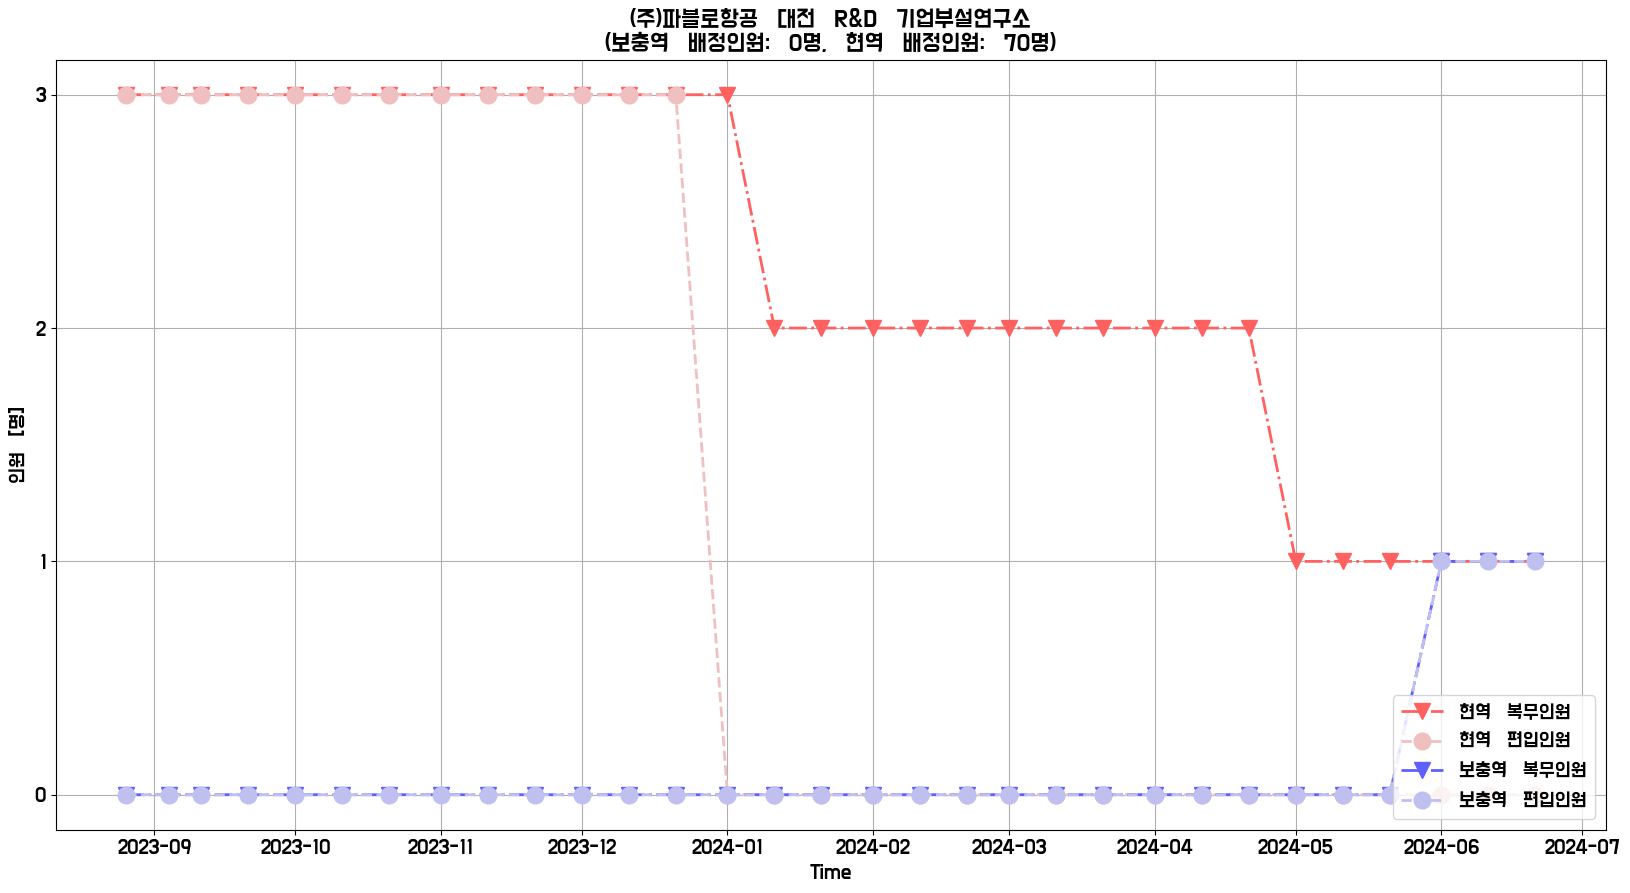 (주)파블로항공 대전 R&D 기업부설연구소
(보충역 배정인원: 0명, 현역 배정인원: 70명)
3
2
1
0
인원 [명]
2023-09 2023-10 2023-11 2023-12 2024-01 2024-02 2024-03 2024-04 2024-05 2024-06 2024-07
Time
현역 복무인원
현역 편입인원
보충역 복무인원
보충역 편입인원